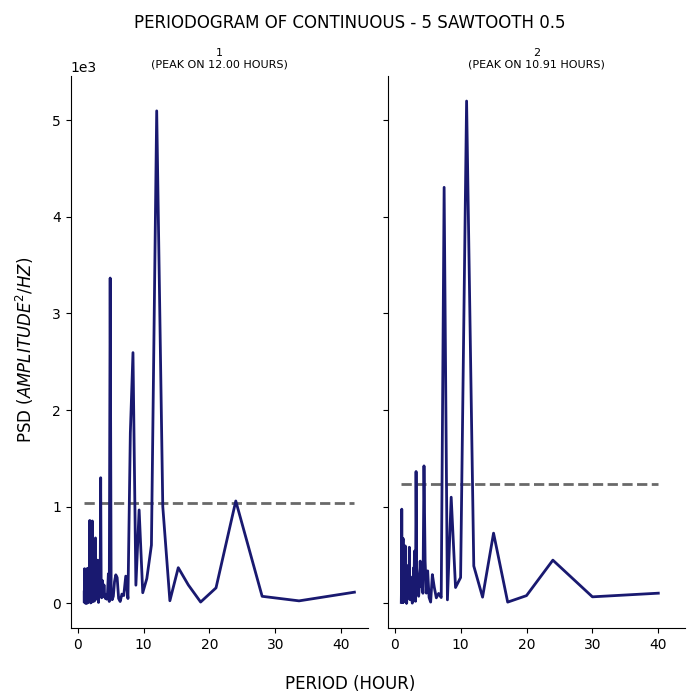 PERIODOGRAM OF CONTINUOUS - 5 SAWTOOTH 0.5
1
(PEAK ON 12.00 HOURS)
2
(PEAK ON 10.91 HOURS)
1e3
5
4
3
2
1
0
PSD (AMPLITUDE²/HZ)
0 10 20 30 40
0 10 20 30 40
PERIOD (HOUR)